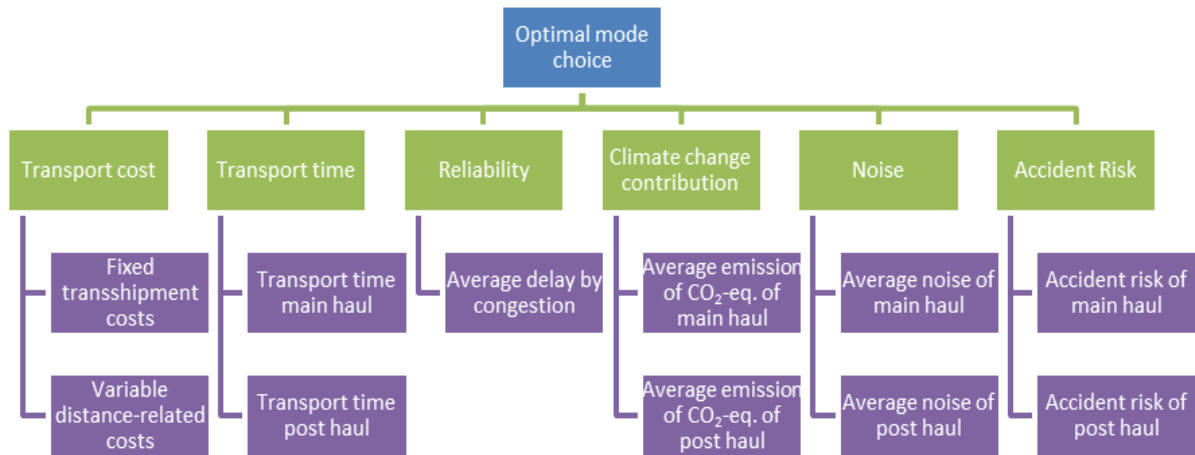 Optimal mode
choice
Transport cost
Transport time
Reliability
Climate change
contribution
Noise
Accident Risk
Fixed
transshipment
costs
Transport time
main haul
Average delay by
congestion
Average emission
of CO₂-eq. of
main haul
Average noise of
main haul
Accident risk of
main haul
Variable
distance-related
costs
Transport time
post haul
Average emission
of CO₂-eq. of
post haul
Average noise of
post haul
Accident risk of
post haul